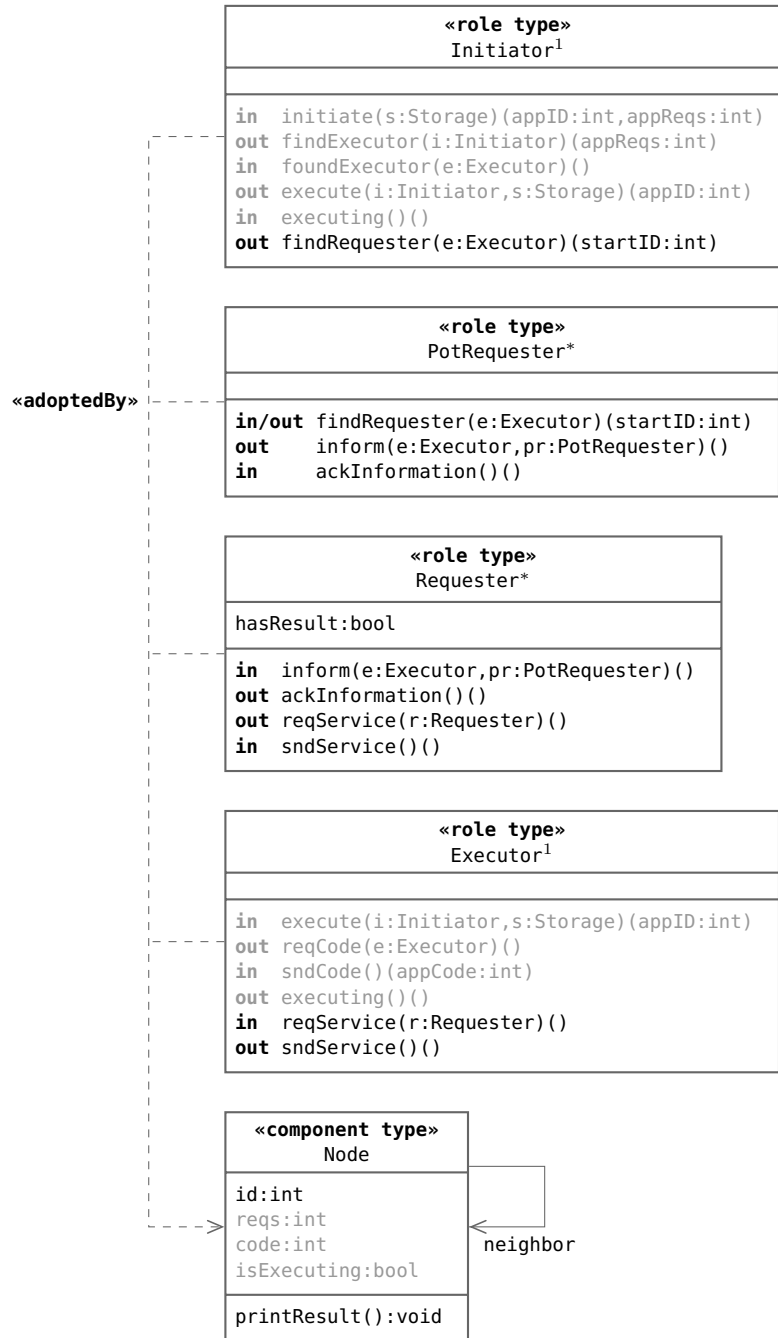 «role type»
Initiator¹
in initiate(s:Storage)(appID:int,appReqs:int)
out findExecutor(i:Initiator)(appReqs:int)
in foundExecutor(e:Executor)()
out execute(i:Initiator,s:Storage)(appID:int)
in executing()()
out findRequester(e:Executor)(startID:int)
«role type»
PotRequester*
«adoptedBy»
in/out findRequester(e:Executor)(startID:int)
out inform(e:Executor,pr:PotRequester)()
in ackInformation()()
«role type»
Requester*
hasResult:bool
in inform(e:Executor,pr:PotRequester)()
out ackInformation()()
out reqService(r:Requester)()
in sndService()()
«role type»
Executor¹
in execute(i:Initiator,s:Storage)(appID:int)
out reqCode(e:Executor)()
in sndCode()(appCode:int)
out executing()()
in reqService(r:Requester)()
out sndService()()
«component type»
Node
id:int
reqs:int
code:int
isExecuting:bool
neighbor
printResult():void